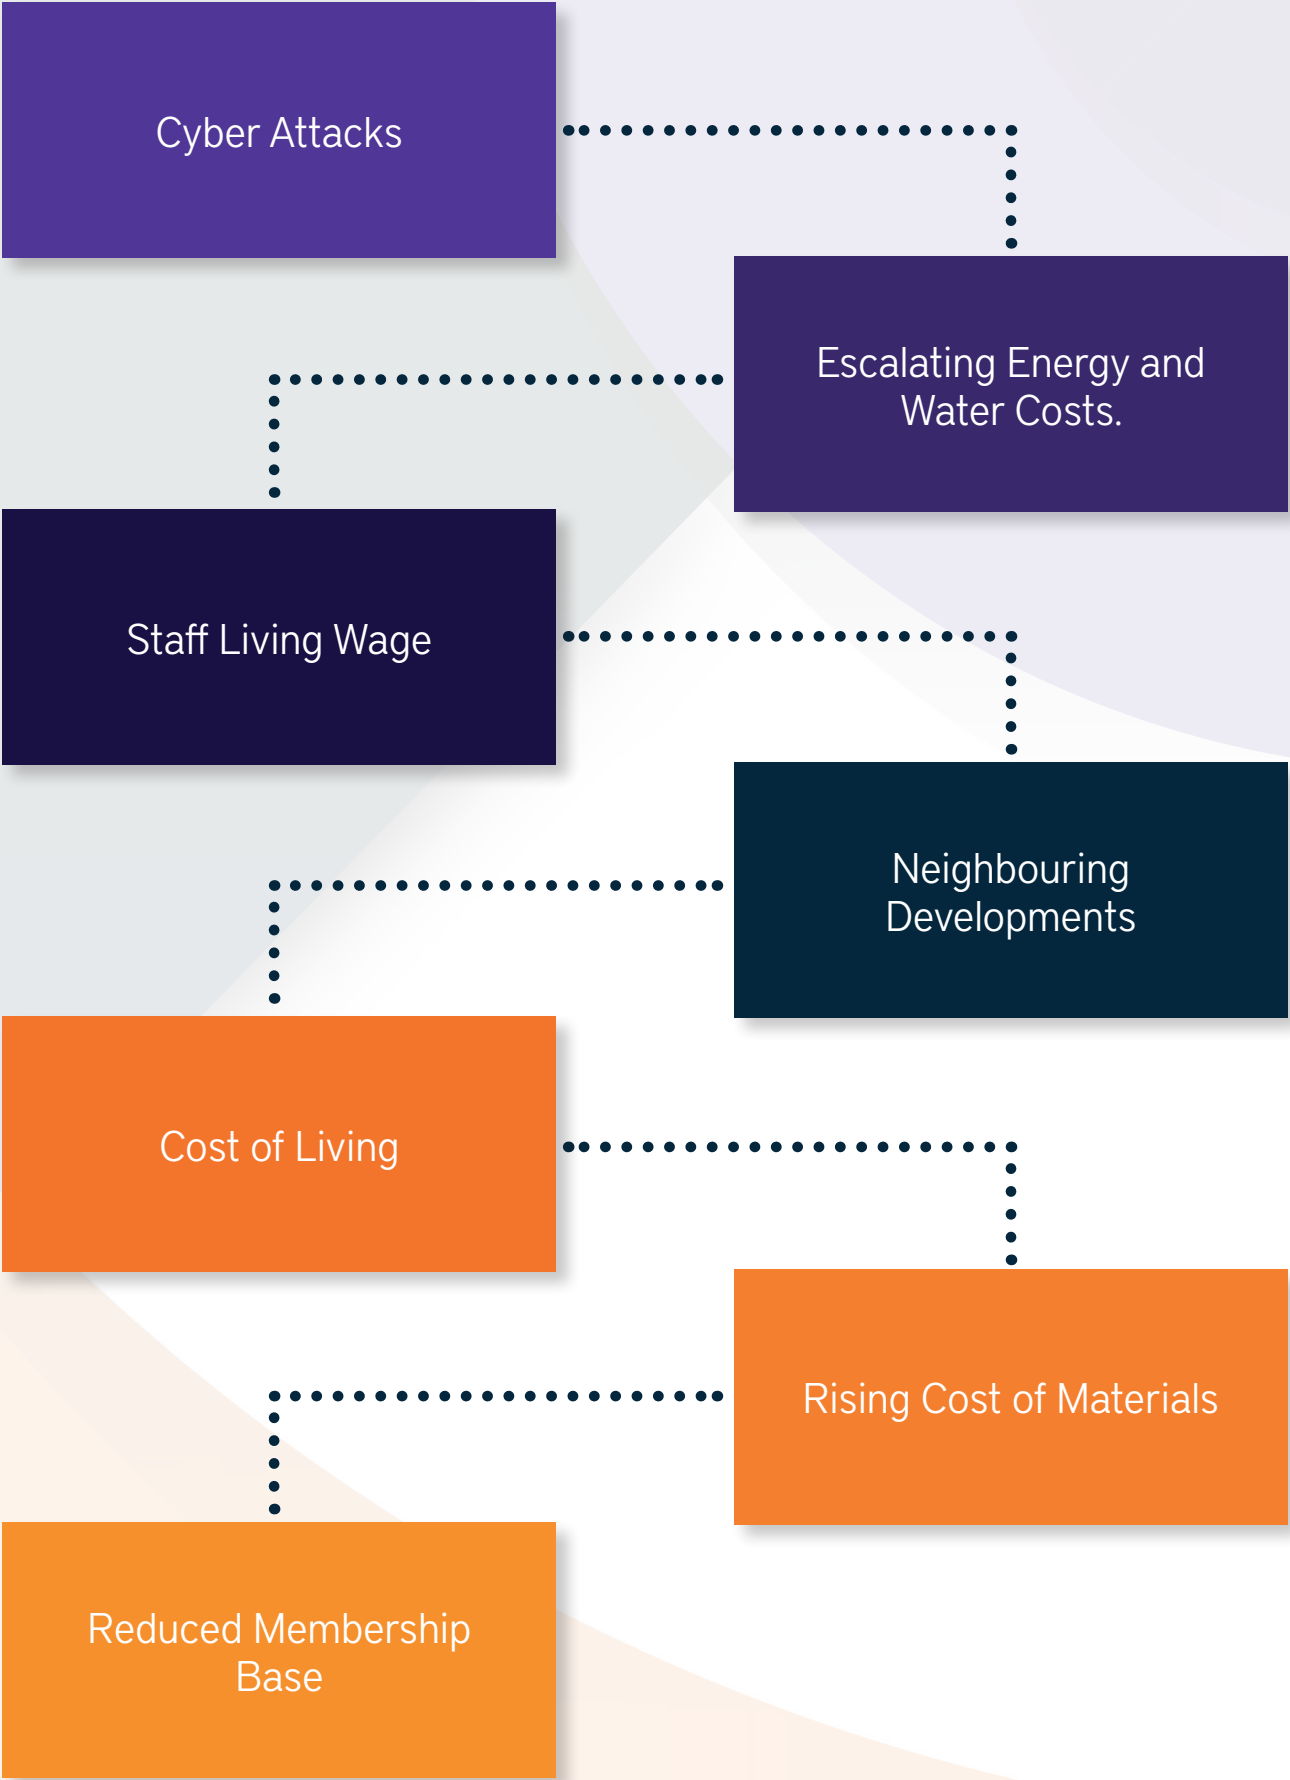 Cyber Attacks
Escalating Energy and
Water Costs.
Staff Living Wage
Neighbouring
Developments
Cost of Living
Rising Cost of Materials
Reduced Membership
Base